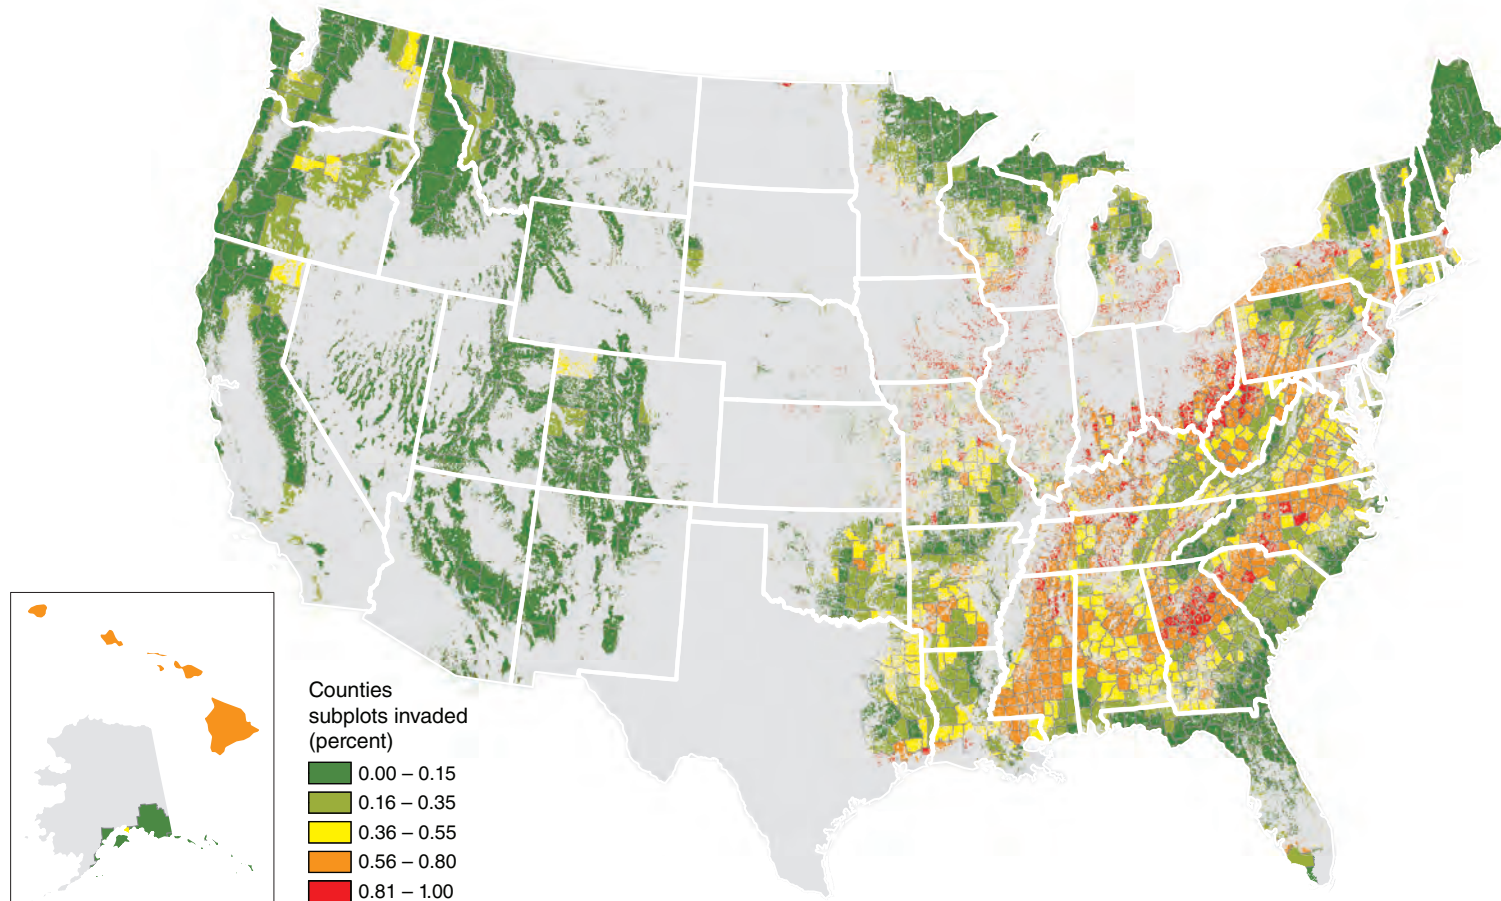 Counties
subplots invaded
(percent)
0.00 – 0.15
0.16 – 0.35
0.36 – 0.55
0.56 – 0.80
0.81 – 1.00